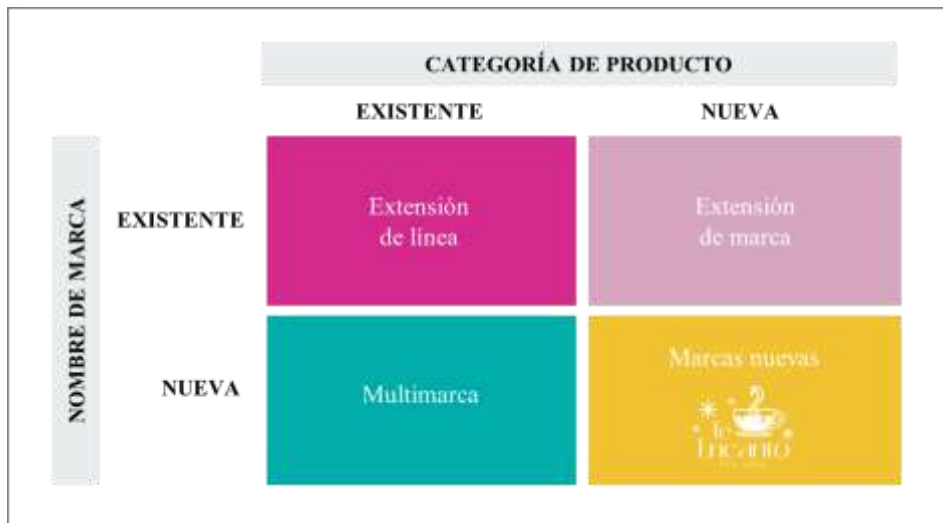 CATEGORÍA DE PRODUCTO
EXISTENTE
NUEVA
NOMBRE DE MARCA
EXISTENTE
Extensión
de línea
Extensión
de marca
NUEVA
Multimarca
Marcas nuevas